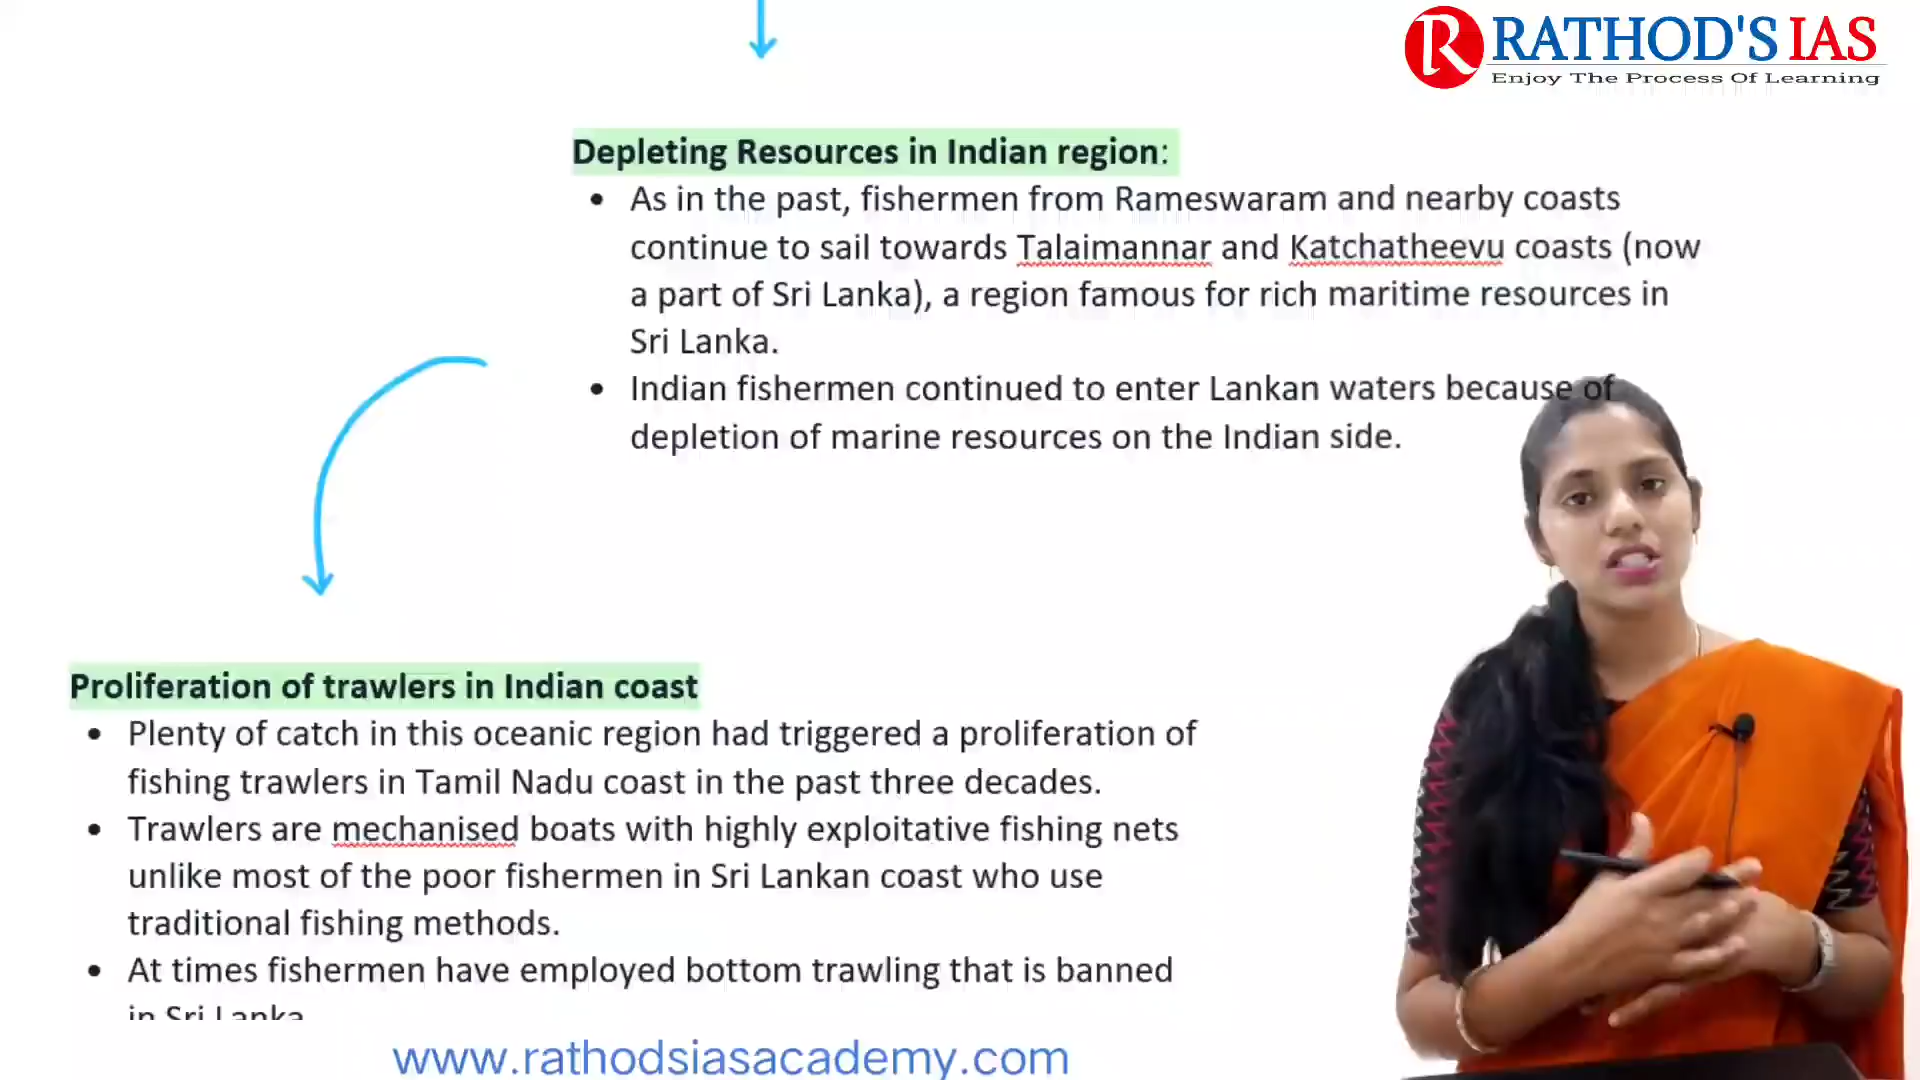 RATHOD'S IAS
Enjoy The Process Of Learning
Depleting Resources in Indian region:
• As in the past, fishermen from Rameswaram and nearby coasts
continue to sail towards Talaimannar and Katchatheevu coasts (now
a part of Sri Lanka), a region famous for rich maritime resources in
Sri Lanka.
• Indian fishermen continued to enter Lankan waters because of
depletion of marine resources on the Indian side.
Proliferation of trawlers in Indian coast
• Plenty of catch in this oceanic region had triggered a proliferation of
fishing trawlers in Tamil Nadu coast in the past three decades.
• Trawlers are mechanised boats with highly exploitative fishing nets
unlike most of the poor fishermen in Sri Lankan coast who use
traditional fishing methods.
• At times fishermen have employed bottom trawling that is banned
in Sri Lanka
www.rathodsiasacademy.com